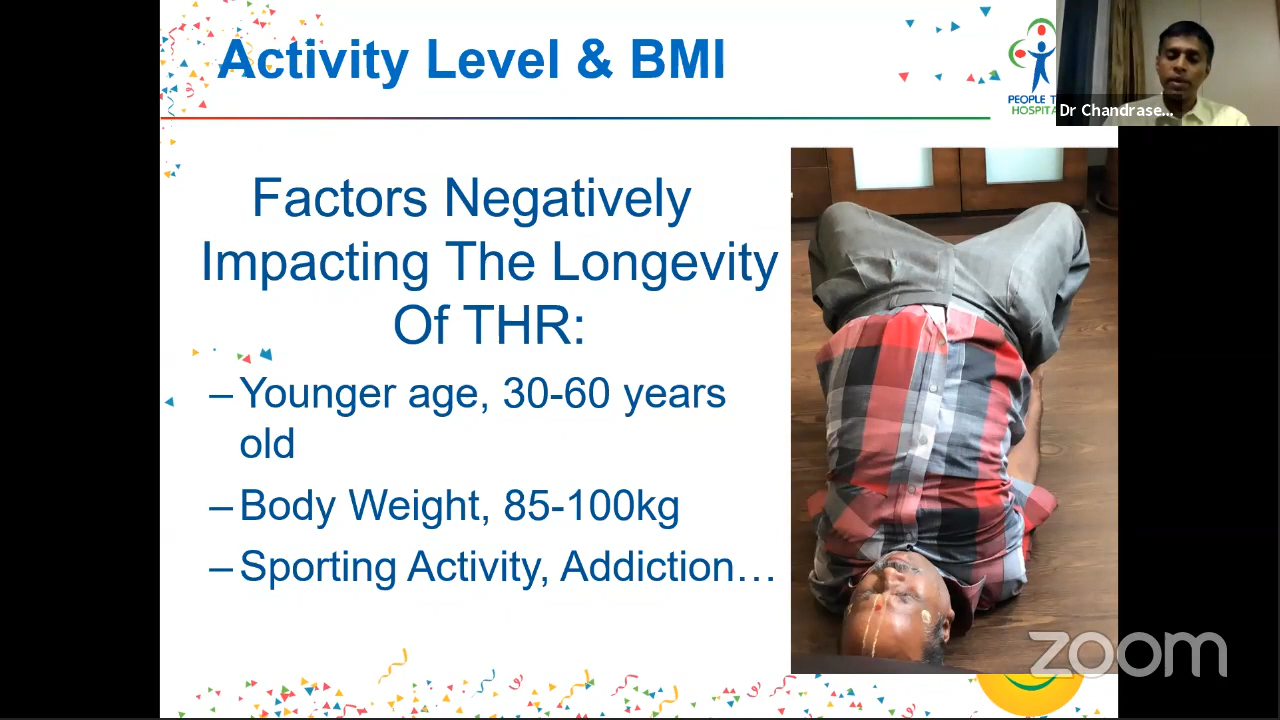 Activity Level & BMI
PEOPLE T
HOSPITA
Dr Chandrase...
Factors Negatively
Impacting The Longevity
Of THR:
–Younger age, 30-60 years
old
–Body Weight, 85-100kg
–Sporting Activity, Addiction…
zoom